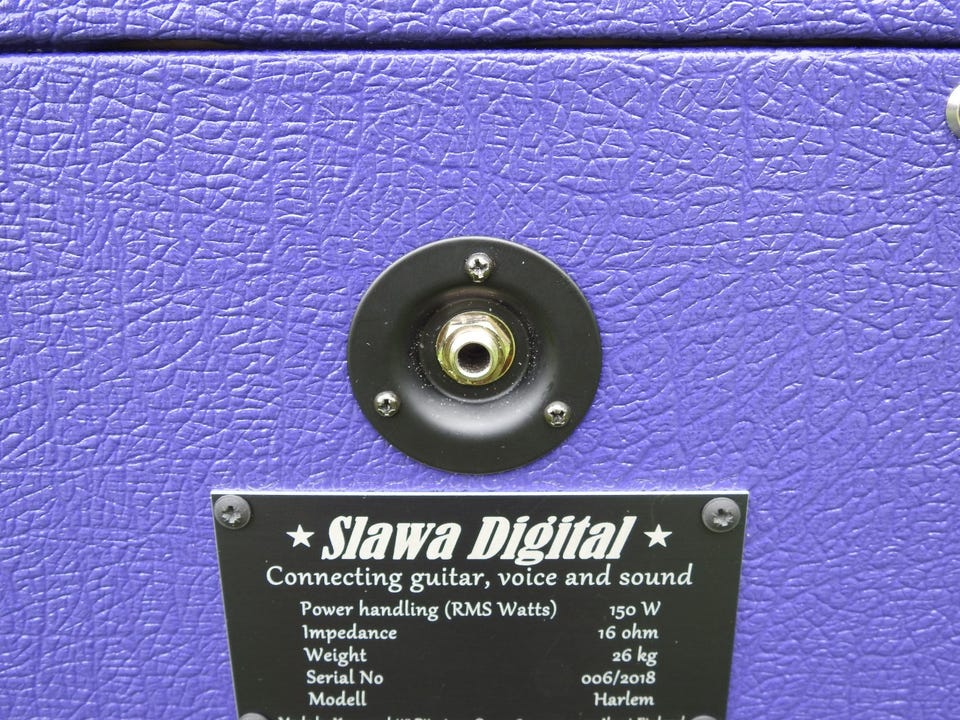 ★ Slawa Digital ★
Connecting guitar, voice and sound
Power handling (RMS Watts) 150 W
Impedance 16 ohm
Weight 26 kg
Serial No 006/2018
Modell Harlem